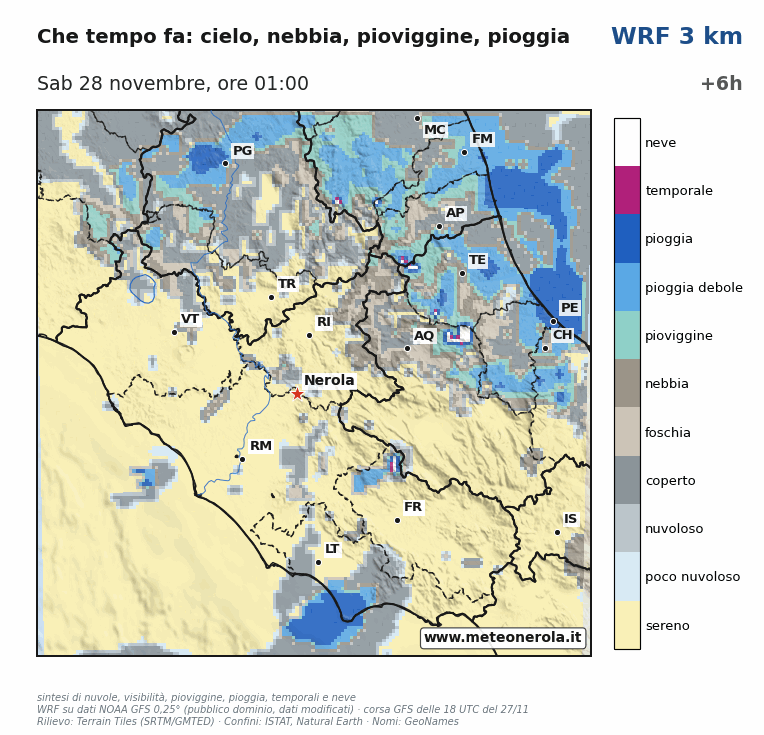 Che tempo fa: cielo, nebbia, pioviggine, pioggia
WRF 3 km
Sab 28 novembre, ore 01:00
+6h
MC
FM
PG
AP
TE
TR
PE
VT
RI
AQ
CH
Nerola
RM
FR
IS
LT
www.meteonerola.it
neve
temporale
pioggia
pioggia debole
pioviggine
nebbia
foschia
coperto
nuvoloso
poco nuvoloso
sereno
sintesi di nuvole, visibilità, pioviggine, pioggia, temporali e neve
WRF su dati NOAA GFS 0,25° (pubblico dominio, dati modificati) · corsa GFS delle 18 UTC del 27/11
Rilievo: Terrain Tiles (SRTM/GMTED) · Confini: ISTAT, Natural Earth · Nomi: GeoNames